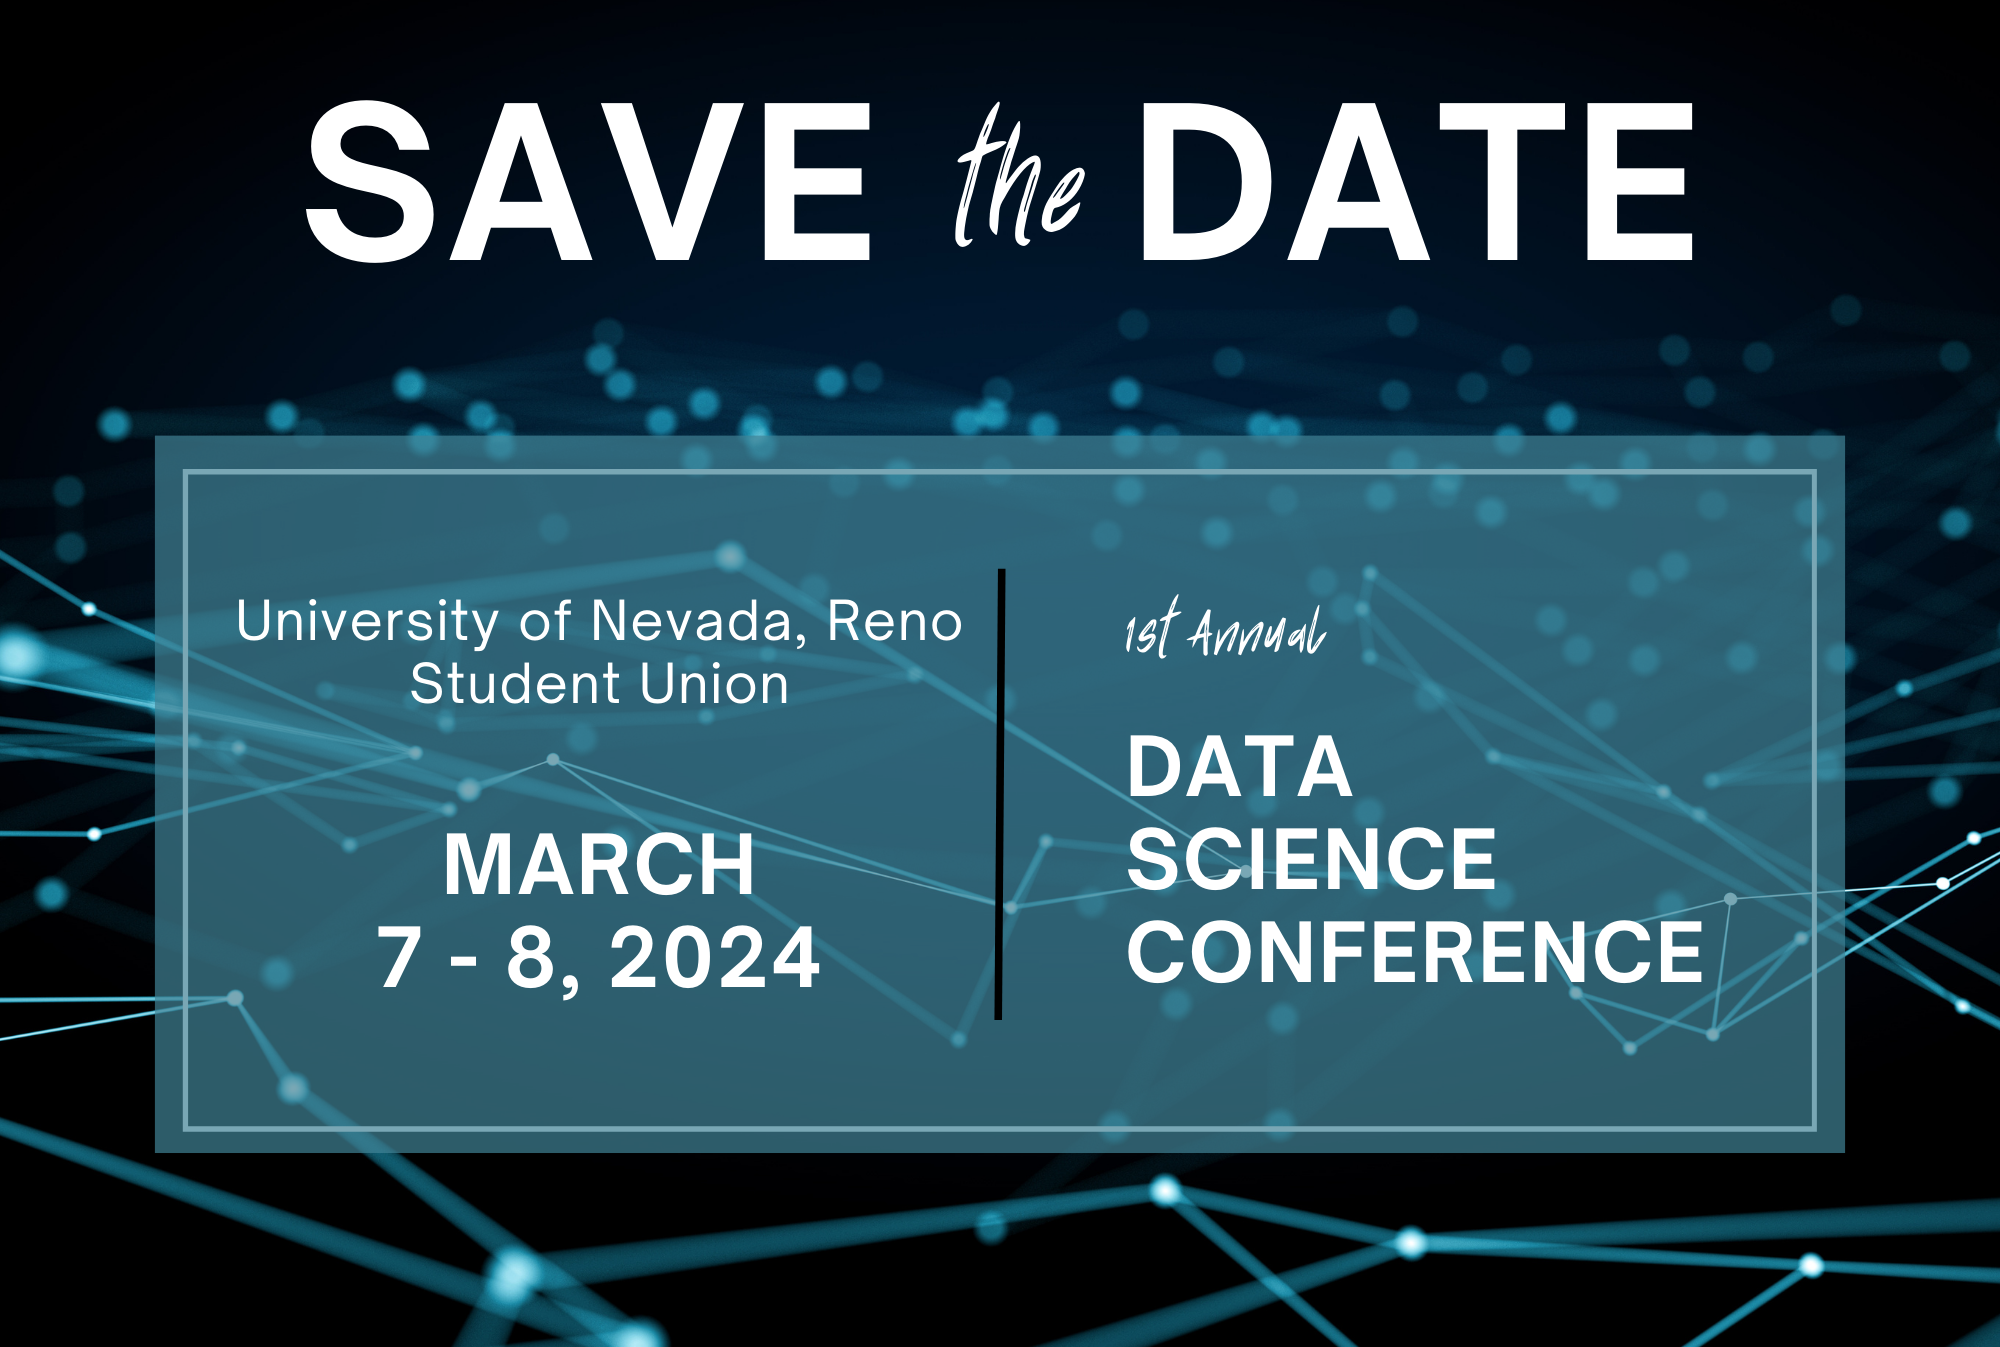 SAVE the DATE
University of Nevada, Reno
Student Union
MARCH
7 - 8, 2024
1st Annual
DATA
SCIENCE
CONFERENCE